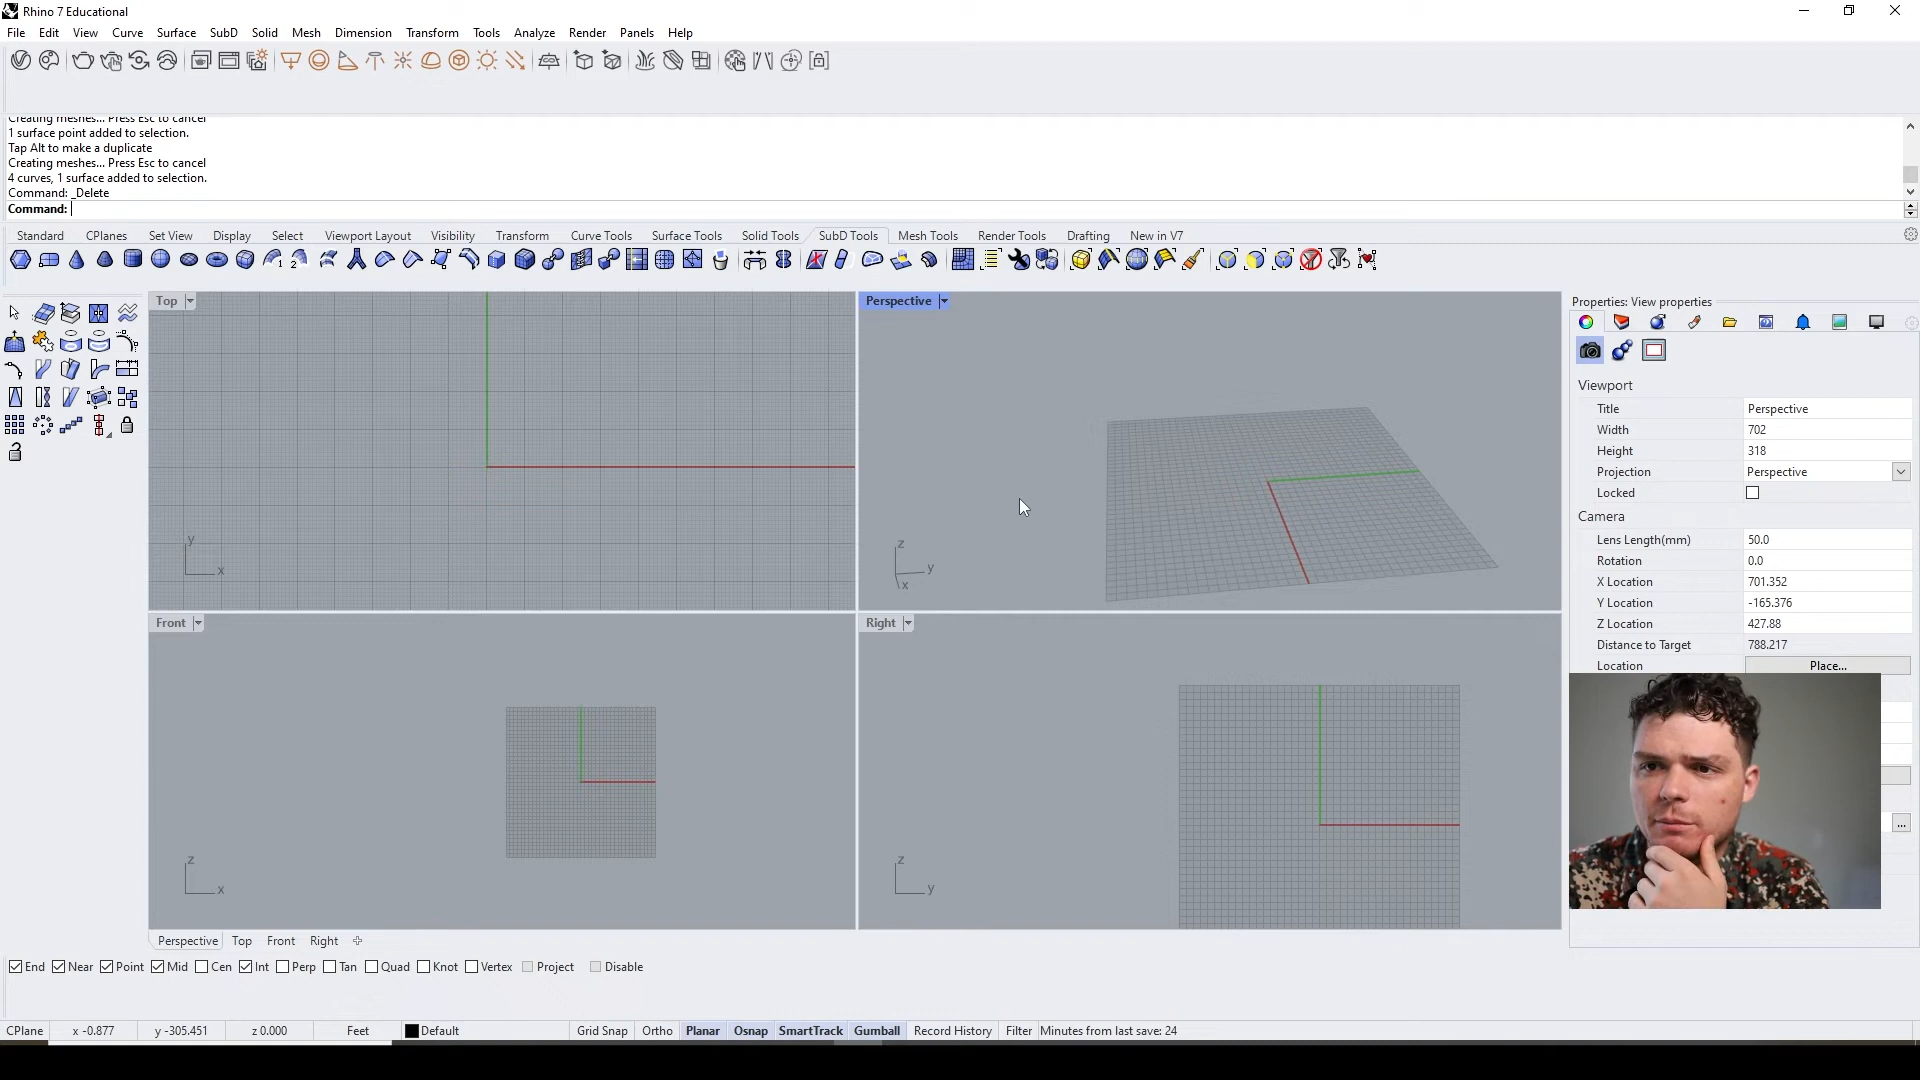 Rhino 7 Educational
File Edit View Curve Surface SubD Solid Mesh Dimension Transform Tools Analyze Render Panels Help
Creating meshes... Press Esc to cancel
1 surface point added to selection.
Tap Alt to make a duplicate
Creating meshes... Press Esc to cancel
4 curves, 1 surface added to selection.
Command: _Delete
Command:
Standard CPlanes Set View Display Select Viewport Layout Visibility Transform Curve Tools Surface Tools Solid Tools SubD Tools Mesh Tools Render Tools Drafting New in V7
Top
y
x
Perspective
z
y
x
Front
z
x
Right
z
y
Properties: View properties
Viewport
Title Perspective
Width 702
Height 318
Projection Perspective
Locked
Camera
Lens Length(mm) 50.0
Rotation 0.0
X Location 701.352
Y Location -165.376
Z Location 427.88
Distance to Target 788.217
Location Place...
...
Perspective Top Front Right
End Near Point Mid Cen Int Perp Tan Quad Knot Vertex Project Disable
CPlane x -0.877 y -305.451 z 0.000 Feet Default Grid Snap Ortho Planar Osnap SmartTrack Gumball Record History Filter Minutes from last save: 24